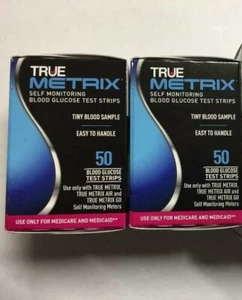 TRUE
METRIX
SELF MONITORING
BLOOD GLUCOSE TEST STRIPS
TINY BLOOD SAMPLE
EASY TO HANDLE
50
BLOOD GLUCOSE
TEST STRIPS
Use only with TRUE METRIX,
TRUE METRIX AIR and
TRUE METRIX GO
Self Monitoring Meters
USE ONLY FOR MEDICARE AND MEDICAID**
TRUE
METRIX
SELF MONITORING
BLOOD GLUCOSE TEST STRIPS
TINY BLOOD SAMPLE
EASY TO HANDLE
50
BLOOD GLUCOSE
TEST STRIPS
Use only with TRUE METRIX,
TRUE METRIX AIR and
TRUE METRIX GO
Self Monitoring Meters
USE ONLY FOR MEDICARE AND MEDICAID**